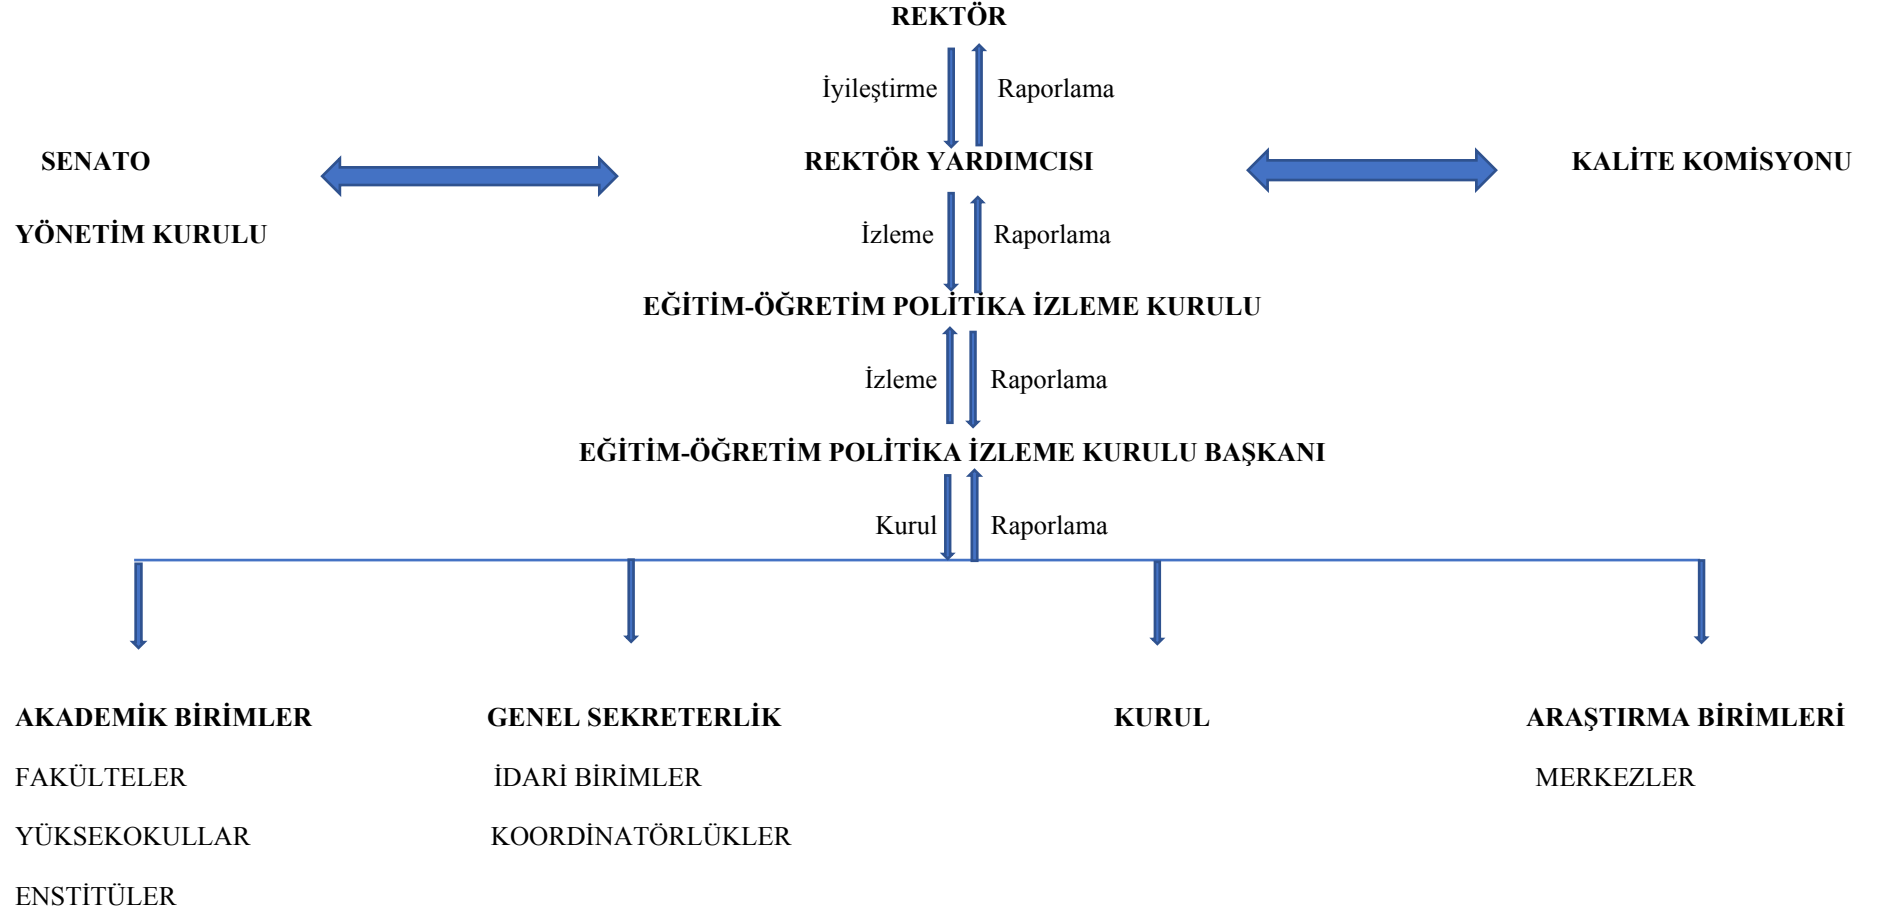 REKTÖR
İyileştirme Raporlama
SENATO REKTÖR YARDIMCISI KALİTE KOMİSYONU
YÖNETİM KURULU İzleme Raporlama
EĞİTİM-ÖĞRETİM POLİTİKA İZLEME KURULU
İzleme Raporlama
EĞİTİM-ÖĞRETİM POLİTİKA İZLEME KURULU BAŞKANI
Kurul Raporlama
AKADEMİK BİRİMLER GENEL SEKRETERLİK KURUL ARAŞTIRMA BİRİMLERİ
FAKÜLTELER İDARİ BİRİMLER MERKEZLER
YÜKSEKOKULLAR KOORDİNATÖRLÜKLER
ENSTİTÜLER